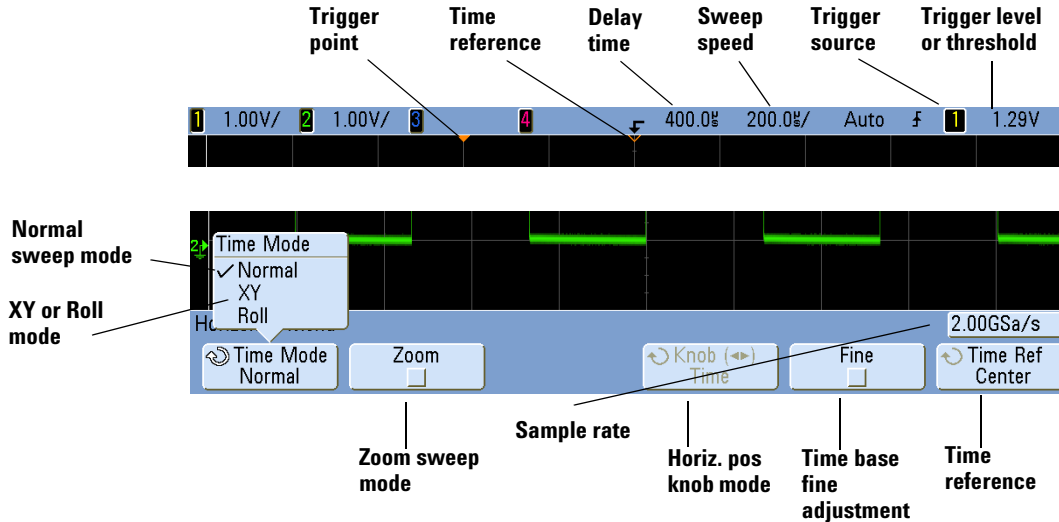 Trigger point
Time reference
Delay time
Sweep speed
Trigger source
Trigger level or threshold
1 1.00V/ 2 1.00V/ 3 4 400.0us 200.0us/ Auto 1 1.29V
Normal sweep mode
XY or Roll mode
2
Time Mode
✓Normal
XY
Roll
2.00GSa/s
Time Mode
Normal
Zoom
Knob (◄►)
Time
Fine
Time Ref
Center
Sample rate
Zoom sweep mode
Horiz. pos knob mode
Time base fine adjustment
Time reference